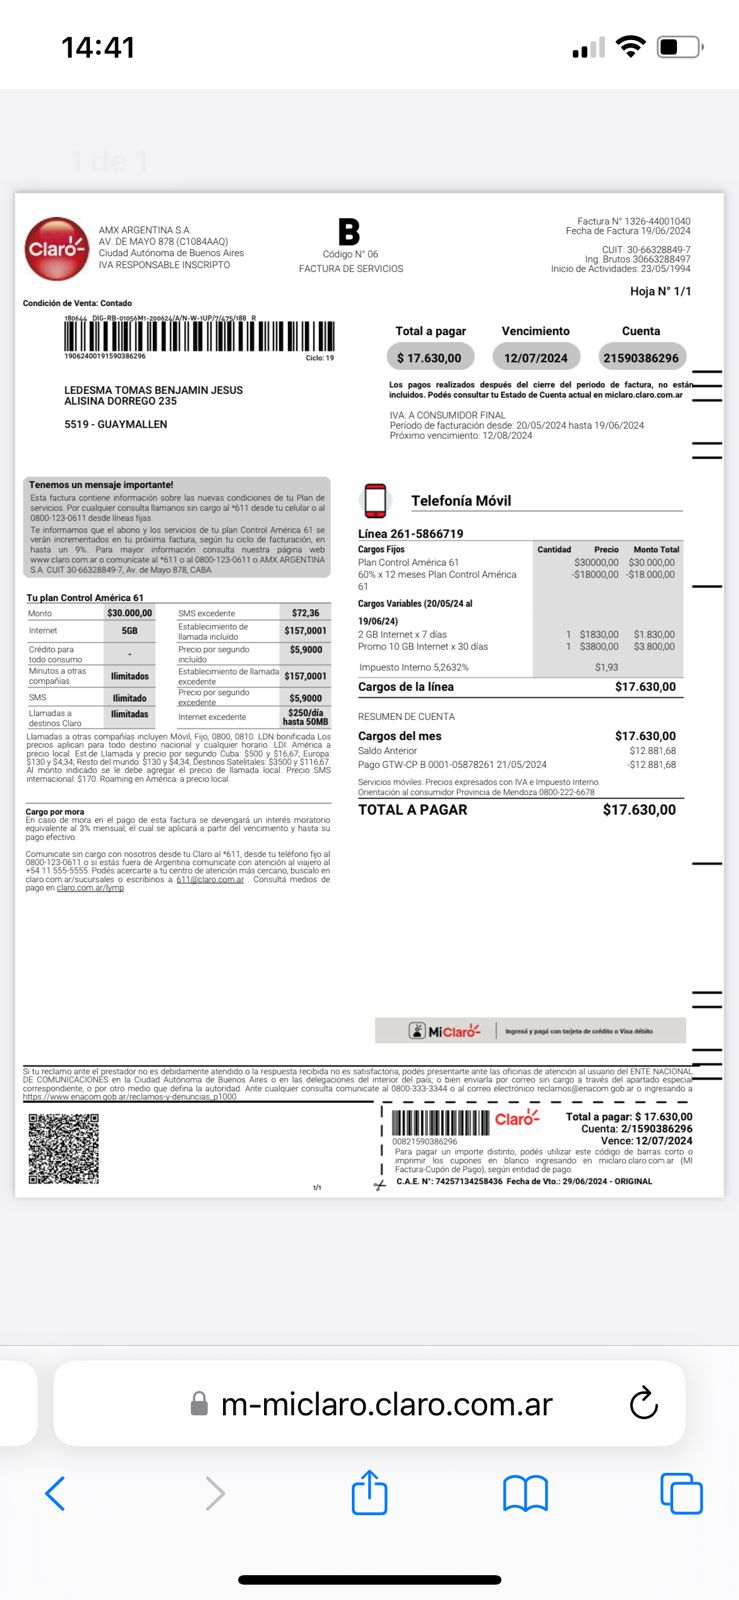 14:41
1 de 1
Claro-
AMX ARGENTINA S.A.
AV. DE MAYO 878 (C1084AAQ)
Ciudad Autónoma de Buenos Aires
IVA RESPONSABLE INSCRIPTO
B
Código N° 06
FACTURA DE SERVICIOS
Factura N° 1326-44001040
Fecha de Factura 19/06/2024
CUIT: 30-66328849-7
Ing. Brutos 30663288497
Inicio de Actividades: 23/05/1994
Hoja N° 1/1
Condición de Venta: Contado
180644 DIG-RB-01056M1-200624/A/N-W-1UP/7/475/188 R
19062400191590386296
Ciclo: 19
Total a pagar
Vencimiento
Cuenta
$ 17.630,00
12/07/2024
21590386296
Los pagos realizados después del cierre del periodo de factura, no están
incluidos. Podés consultar tu Estado de Cuenta actual en miclaro.claro.com.ar
LEDESMA TOMAS BENJAMIN JESUS
ALISINA DORREGO 235
5519 - GUAYMALLEN
IVA: A CONSUMIDOR FINAL
Período de facturación desde: 20/05/2024 hasta 19/06/2024
Próximo vencimiento: 12/08/2024
Tenemos un mensaje importante!
Esta factura contiene información sobre las nuevas condiciones de tu Plan de
servicios. Por cualquier consulta llamanos sin cargo al *611 desde tu celular o al
0800-123-0611 desde líneas fijas.
Te informamos que el abono y los servicios de tu plan Control América 61 se
verán incrementados en tu próxima factura, según tu ciclo de facturación, en
hasta un 9%. Para mayor información consulta nuestra página web
www.claro.com.ar o comunícate al *611 o al 0800-123-0611 o AMX ARGENTINA
S.A. CUIT 30-66328849-7, Av. de Mayo 878, CABA.
Tu plan Control América 61
Monto $30.000,00 SMS excedente $72,36
Internet 5GB Establecimiento de llamada incluído $157,0001
Crédito para todo consumo - Precio por segundo incluído $5,9000
Minutos a otras compañías Ilimitados Establecimiento de llamada excedente $157,0001
SMS Ilimitado Precio por segundo excedente $5,9000
Llamadas a destinos Claro Ilimitadas Internet excedente $250/día hasta 50MB
Llamadas a otras compañías incluyen Móvil, Fijo, 0800, 0810. LDN bonificada Los
precios aplican para todo destino nacional y cualquier horario. LDI: América a
precio local. Est.de Llamada y precio por segundo Cuba: $500 y $16,67, Europa:
$130 y $4,34, Resto del mundo: $130 y $4,34, Destinos Satelitales: $3500 y $116,67.
Al monto indicado se le debe agregar el precio de llamada local. Precio SMS
internacional: $170. Roaming en América: a precio local.
Cargo por mora
En caso de mora en el pago de esta factura se devengará un interés moratorio
equivalente al 3% mensual, el cual se aplicará a partir del vencimiento y hasta su
pago efectivo.
Comunicate sin cargo con nosotros desde tu Claro al *611, desde tu teléfono fijo al
0800-123-0611 o si estás fuera de Argentina comunicate con atención al viajero al
+54 11 555-5555. Podés acercarte a tu centro de atención más cercano, buscalo en
claro.com.ar/sucursales o escribinos a 611@claro.com.ar . Consultá medios de
pago en claro.com.ar/lymp.
Telefonía Móvil
Línea 261-5866719
Cargos Fijos Cantidad Precio Monto Total
Plan Control América 61 $30000,00 $30.000,00
60% x 12 meses Plan Control América -$18000,00 -$18.000,00
61
Cargos Variables (20/05/24 al
19/06/24)
2 GB Internet x 7 días 1 $1830,00 $1.830,00
Promo 10 GB Internet x 30 días 1 $3800,00 $3.800,00
Impuesto Interno 5,2632% $1,93
Cargos de la línea $17.630,00
RESUMEN DE CUENTA
Cargos del mes $17.630,00
Saldo Anterior $12.881,68
Pago GTW-CP B 0001-05878261 21/05/2024 -$12.881,68
Servicios móviles: Precios expresados con IVA e Impuesto Interno.
Orientación al consumidor Provincia de Mendoza 0800-222-6678
TOTAL A PAGAR $17.630,00
MiClaro- Ingresá y pagá con tarjeta de crédito o Visa débito
Si tu reclamo ante el prestador no es debidamente atendido o la respuesta recibida no es satisfactoria, podés presentarte ante las oficinas de atención al usuario del ENTE NACIONAL
DE COMUNICACIONES en la Ciudad Autónoma de Buenos Aires o en las delegaciones del interior del país; o bien enviarla por correo sin cargo a través del apartado especial
correspondiente, o por otro medio que defina la autoridad. Ante cualquier consulta comunicate al 0800-333-3344 o al correo electrónico reclamos@enacom.gob.ar o ingresando a
https://www.enacom.gob.ar/reclamos-y-denuncias_p1000.
Claro-
00821590386296
Total a pagar: $ 17.630,00
Cuenta: 2/1590386296
Vence: 12/07/2024
Para pagar un importe distinto, podés utilizar este código de barras corto o
imprimir los cupones en blanco ingresando en miclaro.claro.com.ar (MI
Factura-Cupón de Pago), según entidad de pago.
1/1
C.A.E. N°: 74257134258436 Fecha de Vto.: 29/06/2024 - ORIGINAL
m-miclaro.claro.com.ar